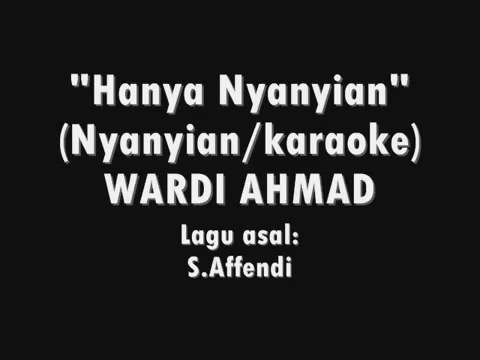 "Hanya Nyanyian"
(Nyanyian/karaoke)
WARDI AHMAD
Lagu asal:
S.Affendi